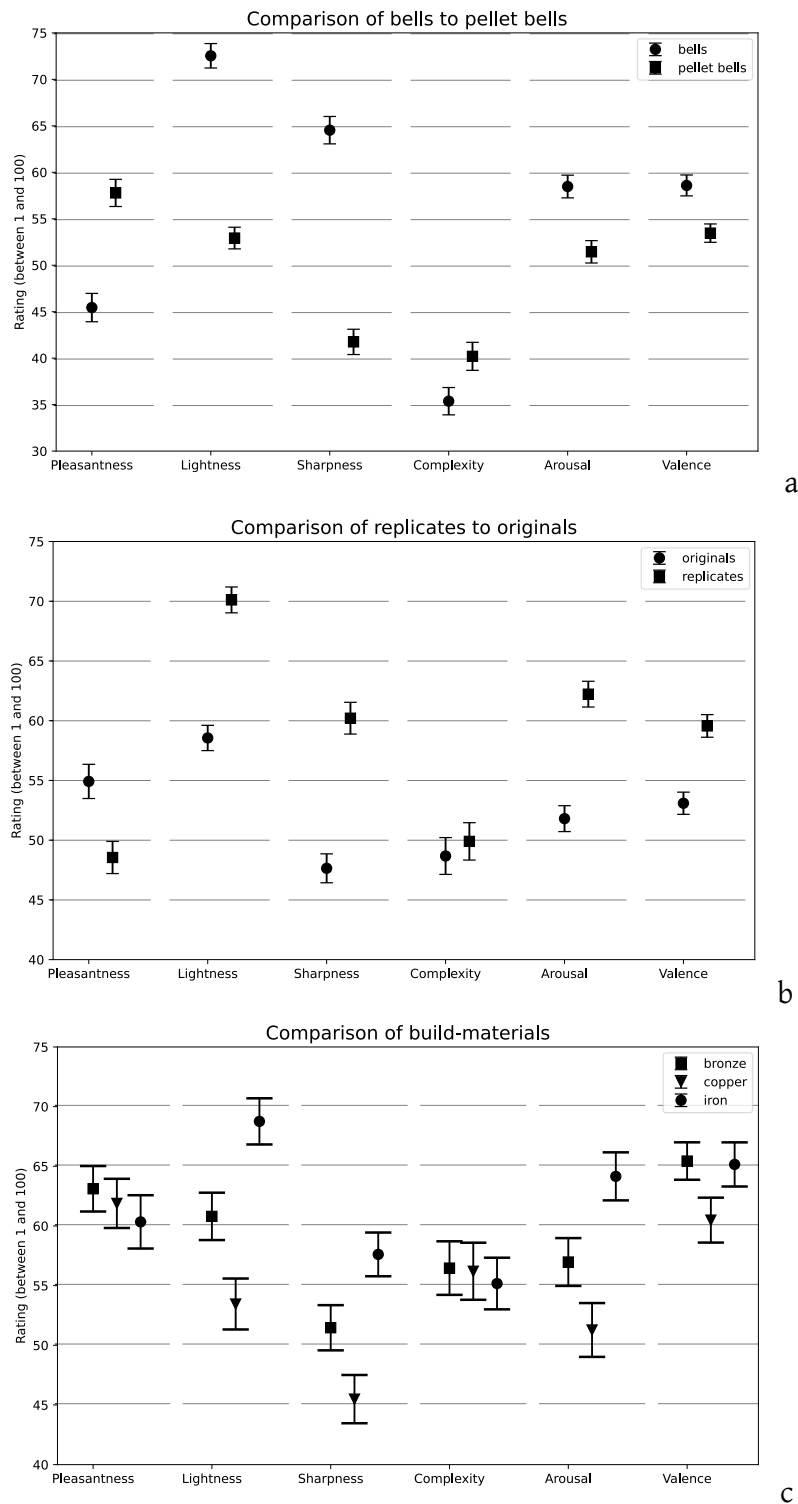 Comparison of bells to pellet bells
75
70
65
60
55
50
45
40
35
30
Rating (between 1 and 100)
bells
pellet bells
Pleasantness Lightness Sharpness Complexity Arousal Valence
a
Comparison of replicates to originals
75
70
65
60
55
50
45
40
Rating (between 1 and 100)
originals
replicates
Pleasantness Lightness Sharpness Complexity Arousal Valence
b
Comparison of build-materials
75
70
65
60
55
50
45
40
Rating (between 1 and 100)
bronze
copper
iron
Pleasantness Lightness Sharpness Complexity Arousal Valence
c